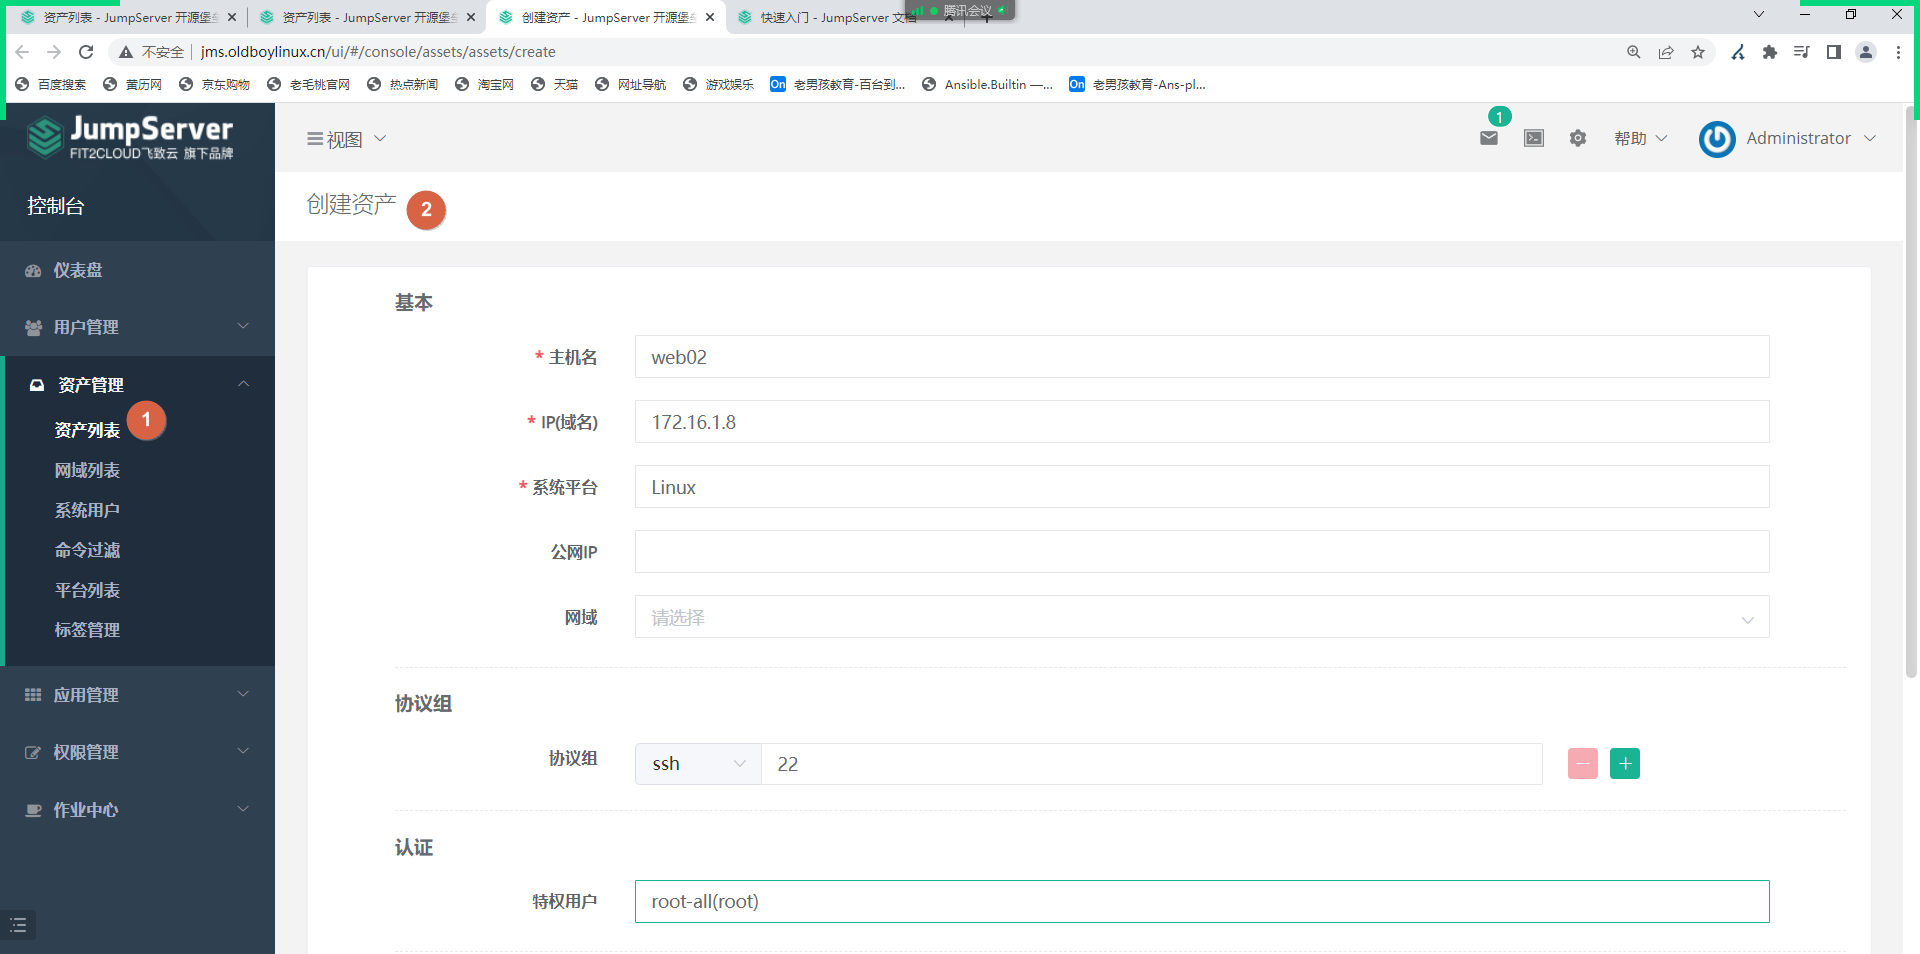 资产列表 - JumpServer 开源堡垒
资产列表 - JumpServer 开源堡垒
创建资产 - JumpServer 开源堡垒
快速入门 - JumpServer 文档
腾讯会议
不安全
jms.oldboylinux.cn/ui/#/console/assets/assets/create
百度搜索
黄历网
京东购物
老毛桃官网
热点新闻
淘宝网
天猫
网址导航
游戏娱乐
On 老男孩教育-百台到...
Ansible.Builtin —...
On 老男孩教育-Ans-pl...
JumpServer
FIT2CLOUD飞致云 旗下品牌
视图
1
帮助
Administrator
控制台
创建资产
2
仪表盘
用户管理
资产管理
资产列表
1
网域列表
系统用户
命令过滤
平台列表
标签管理
应用管理
权限管理
作业中心
基本
* 主机名
web02
* IP(域名)
172.16.1.8
* 系统平台
Linux
公网IP
网域
请选择
协议组
协议组
ssh
22
认证
特权用户
root-all(root)